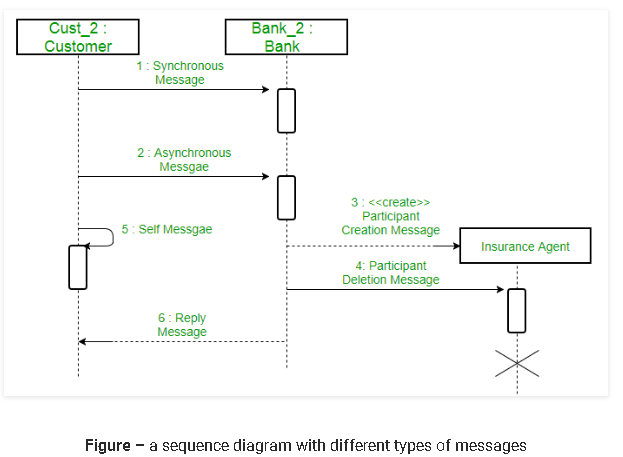 Cust_2 :
Customer
Bank_2 :
Bank
1 : Synchronous
Message
2 : Asynchronous
Messgae
3 : <<create>>
Participant
Creation Message
5 : Self Messgae
Insurance Agent
4: Participant
Deletion Message
6 : Reply
Message
Figure – a sequence diagram with different types of messages